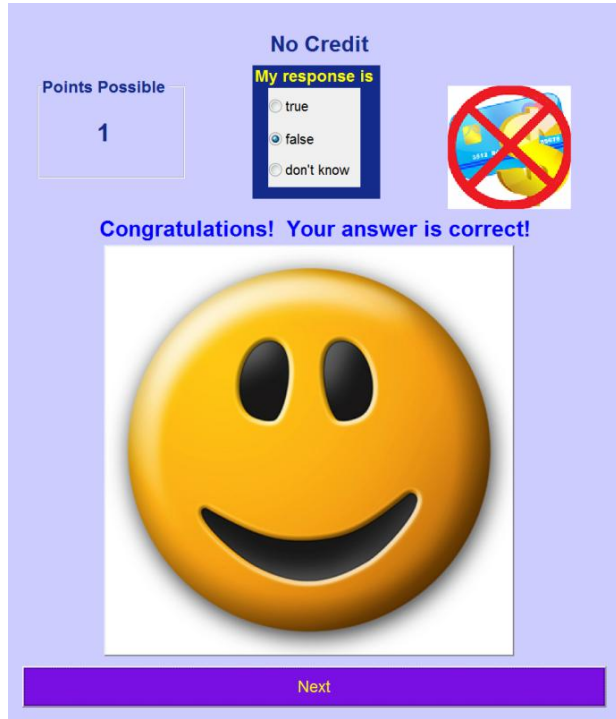 No Credit
Points Possible
1
My response is
true
false
don't know
Congratulations! Your answer is correct!
Next